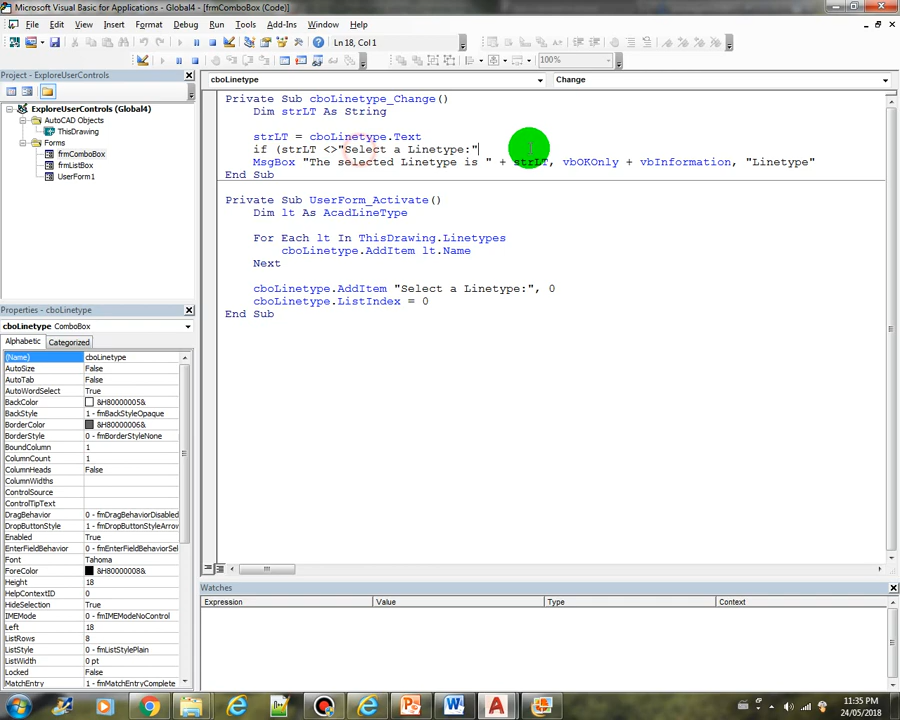 Microsoft Visual Basic for Applications - Global4 - [frmComboBox (Code)]
File Edit View Insert Format Debug Run Tools Add-Ins Window Help
Ln 18, Col 1
100%
Project - ExploreUserControls
cboLinetype Change
ExploreUserControls (Global4)
AutoCAD Objects
ThisDrawing
Forms
frmComboBox
frmListBox
UserForm1
Private Sub cboLinetype_Change()
Dim strLT As String
strLT = cboLinetype.Text
if (strLT <>"Select a Linetype:"
MsgBox "The selected Linetype is " + strLT, vbOKOnly + vbInformation, "Linetype"
End Sub
Private Sub UserForm_Activate()
Dim lt As AcadLineType
For Each lt In ThisDrawing.Linetypes
cboLinetype.AddItem lt.Name
Next
cboLinetype.AddItem "Select a Linetype:", 0
cboLinetype.ListIndex = 0
End Sub
Properties - cboLinetype
cboLinetype ComboBox
Alphabetic Categorized
(Name) cboLinetype
AutoSize False
AutoTab False
AutoWordSelect True
BackColor &H80000005&
BackStyle 1 - fmBackStyleOpaque
BorderColor &H80000006&
BorderStyle 0 - fmBorderStyleNone
BoundColumn 1
ColumnCount 1
ColumnHeads False
ColumnWidths
ControlSource
ControlTipText
DragBehavior 0 - fmDragBehaviorDisabled
DropButtonStyle 1 - fmDropButtonStyleArrow
Enabled True
EnterFieldBehavior 0 - fmEnterFieldBehaviorSel
Font Tahoma
ForeColor &H80000008&
Height 18
HelpContextID 0
HideSelection True
IMEMode 0 - fmIMEModeNoControl
Left 18
ListRows 8
ListStyle 0 - fmListStylePlain
ListWidth 0 pt
Locked False
MatchEntry 1 - fmMatchEntryComplete
Watches
Expression Value Type Context
11:35 PM
24/05/2018